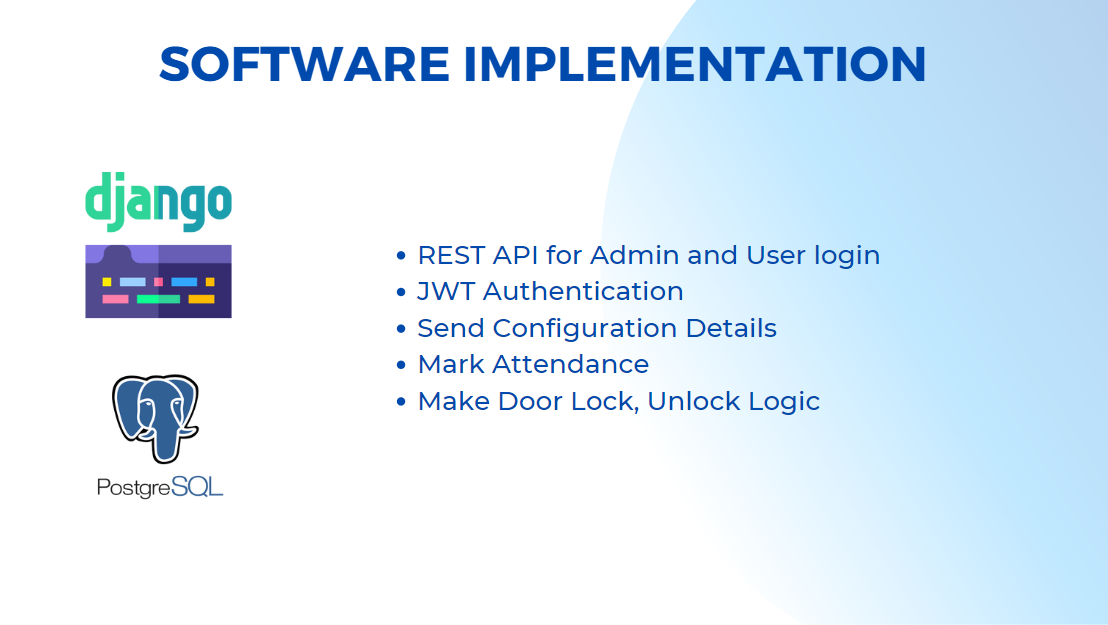 SOFTWARE IMPLEMENTATION
django
PostgreSQL
• REST API for Admin and User login
• JWT Authentication
• Send Configuration Details
• Mark Attendance
• Make Door Lock, Unlock Logic